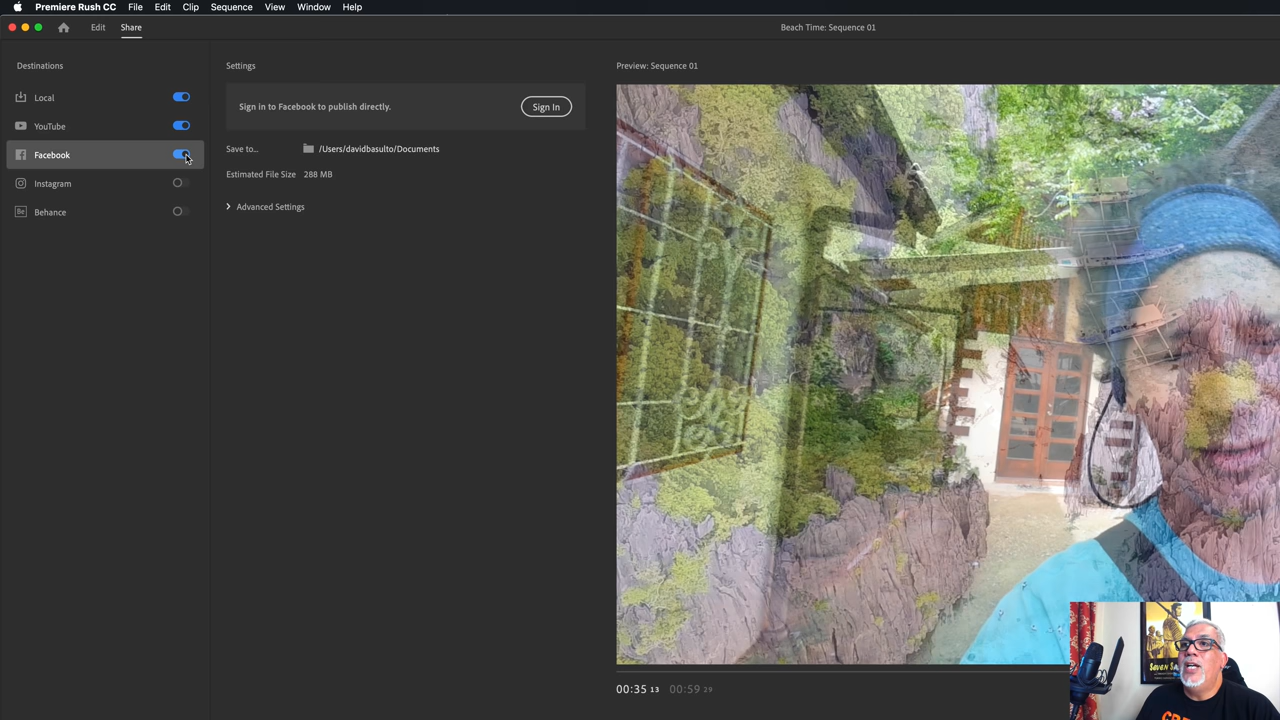 Premiere Rush CC File Edit Clip Sequence View Window Help
Edit Share Beach Time: Sequence 01
Destinations
Local
YouTube
Facebook
Instagram
Be Behance
Settings
Sign in to Facebook to publish directly. Sign In
Save to... /Users/davidbasulto/Documents
Estimated File Size 288 MB
Advanced Settings
Preview: Sequence 01
00:35 13 00:59 29